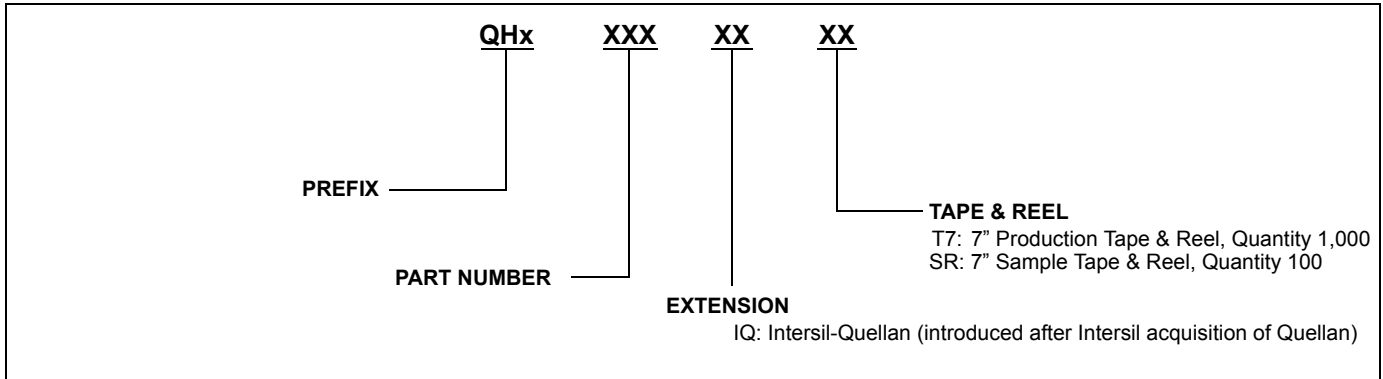 QHx XXX XX XX
PREFIX
TAPE & REEL
T7: 7” Production Tape & Reel, Quantity 1,000
SR: 7” Sample Tape & Reel, Quantity 100
PART NUMBER
EXTENSION
IQ: Intersil-Quellan (introduced after Intersil acquisition of Quellan)